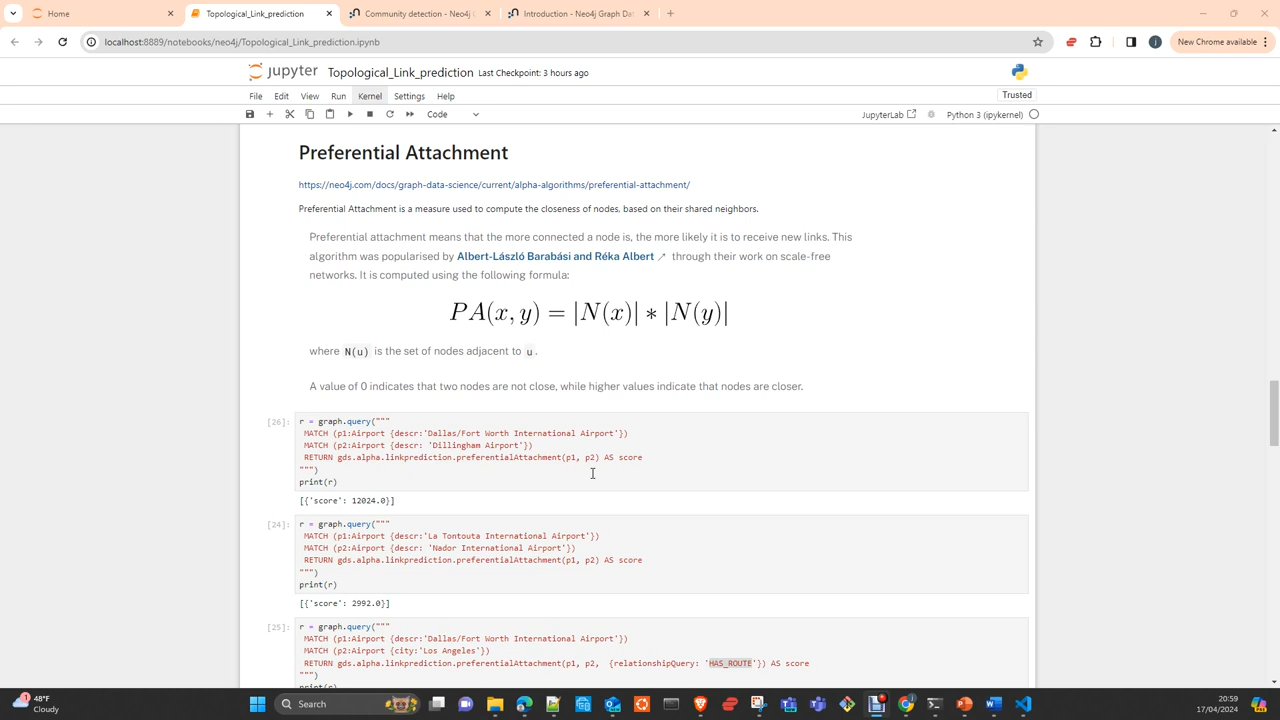 Home
Topological_Link_prediction
Community detection - Neo4j G
Introduction - Neo4j Graph Dat
localhost:8889/notebooks/neo4j/Topological_Link_prediction.ipynb
New Chrome available
jupyter
Topological_Link_prediction Last Checkpoint: 3 hours ago
File Edit View Run Kernel Settings Help
Trusted
Code
JupyterLab
Python 3 (ipykernel)
Preferential Attachment
https://neo4j.com/docs/graph-data-science/current/alpha-algorithms/preferential-attachment/
Preferential Attachment is a measure used to compute the closeness of nodes, based on their shared neighbors.
Preferential attachment means that the more connected a node is, the more likely it is to receive new links. This
algorithm was popularised by Albert-László Barabási and Réka Albert ↗ through their work on scale-free
networks. It is computed using the following formula:
PA(x, y) = |N(x)| ∗ |N(y)|
where N(u) is the set of nodes adjacent to u.
A value of 0 indicates that two nodes are not close, while higher values indicate that nodes are closer.
[26]: r = graph.query("""
MATCH (p1:Airport {descr:'Dallas/Fort Worth International Airport'})
MATCH (p2:Airport {descr: 'Dillingham Airport'})
RETURN gds.alpha.linkprediction.preferentialAttachment(p1, p2) AS score
""")
print(r)
[{'score': 12024.0}]
[24]: r = graph.query("""
MATCH (p1:Airport {descr:'La Tontouta International Airport'})
MATCH (p2:Airport {descr: 'Nador International Airport'})
RETURN gds.alpha.linkprediction.preferentialAttachment(p1, p2) AS score
""")
print(r)
[{'score': 2992.0}]
[25]: r = graph.query("""
MATCH (p1:Airport {descr:'Dallas/Fort Worth International Airport'})
MATCH (p2:Airport {city:'Los Angeles'})
RETURN gds.alpha.linkprediction.preferentialAttachment(p1, p2, {relationshipQuery: 'HAS_ROUTE'}) AS score
""")
print(r)
1
48°F
Cloudy
Search
20:59
17/04/2024